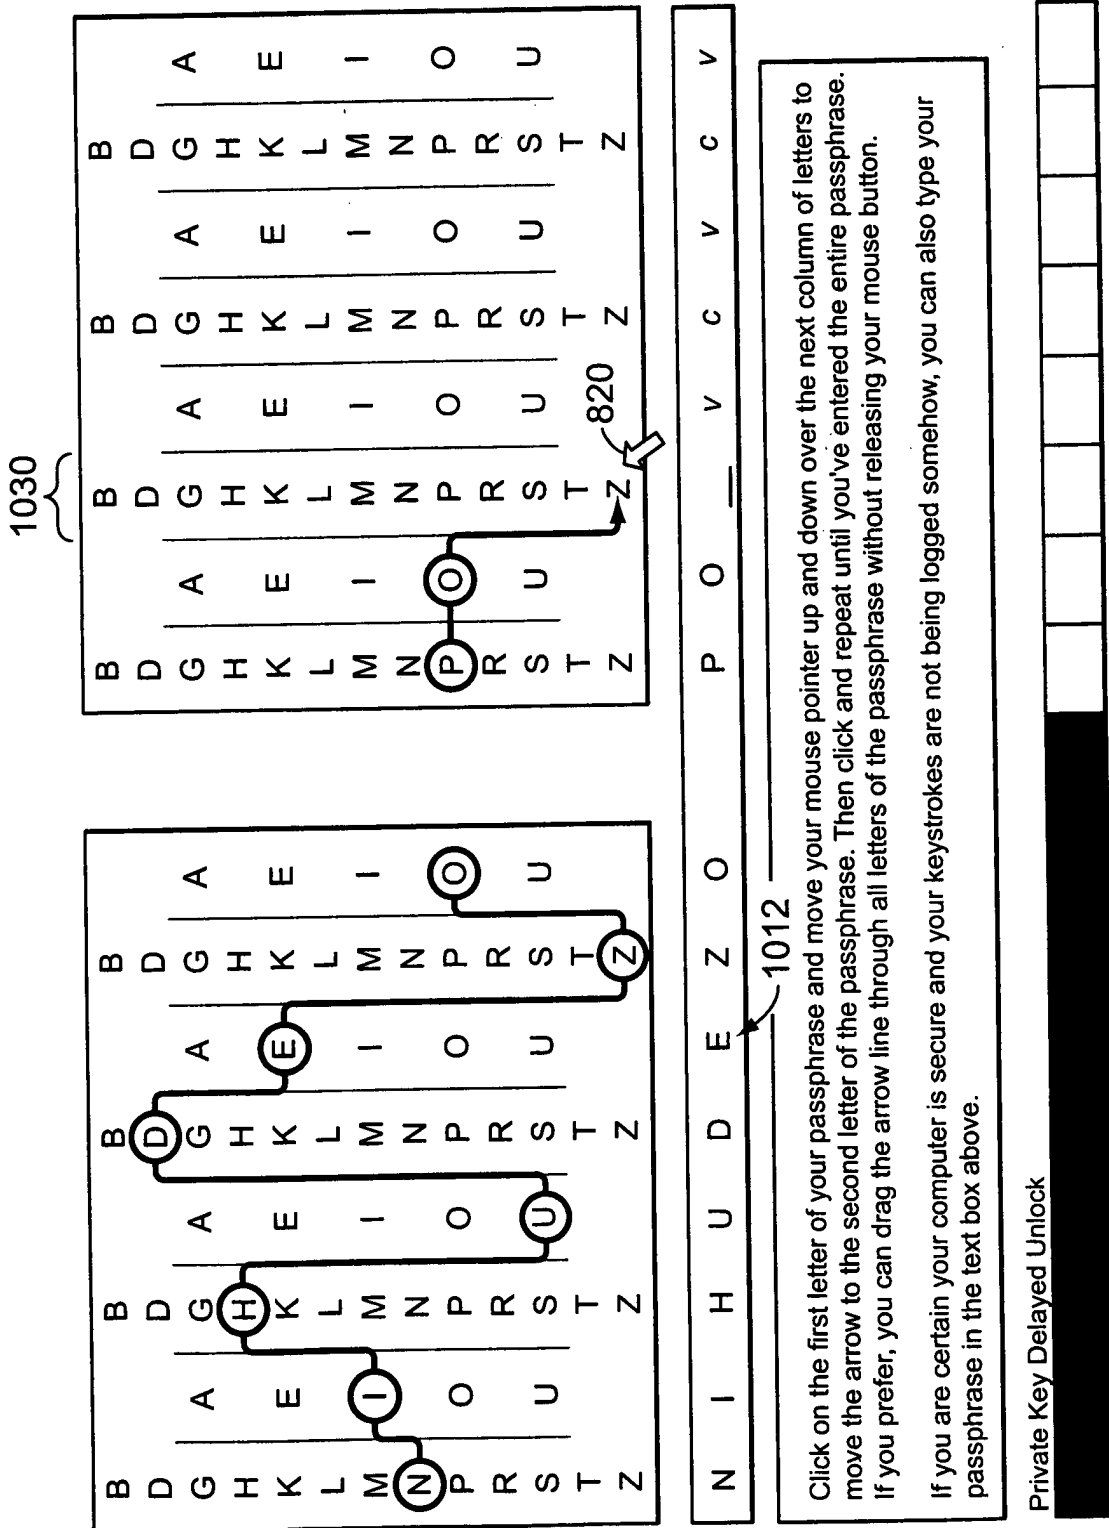 1030
B B B B B B B B
D D D D D D D D
G A G A G A G A G A G A G A G A
H H H H H H H H
K E K E K E K E K E K E K E K E
L L L L L L L L
M I M I M I M I M I M I M I M I
N N N N N N N N
P O P O P O P O P O P O P O P O
R R R R R R R R
S U S U S U S U S U S U S U S U
T T T T T T T T
Z Z Z Z Z Z Z Z
820
N I H U D E Z O P O _ v c v c v
1012
Click on the first letter of your passphrase and move your mouse pointer up and down over the next column of letters to
move the arrow to the second letter of the passphrase. Then click and repeat until you've entered the entire passphrase.
If you prefer, you can drag the arrow line through all letters of the passphrase without releasing your mouse button.
If you are certain your computer is secure and your keystrokes are not being logged somehow, you can also type your
passphrase in the text box above.
Private Key Delayed Unlock